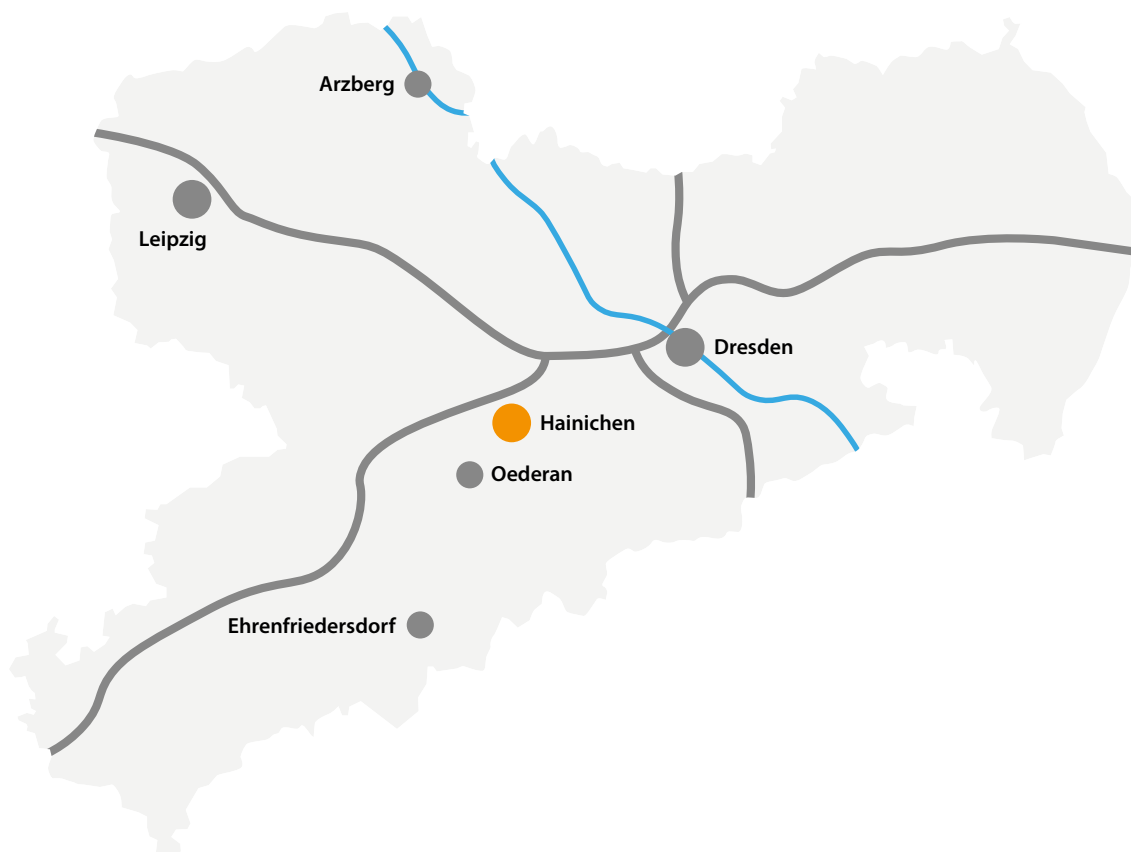 Arzberg
Leipzig
Dresden
Hainichen
Oederan
Ehrenfriedersdorf